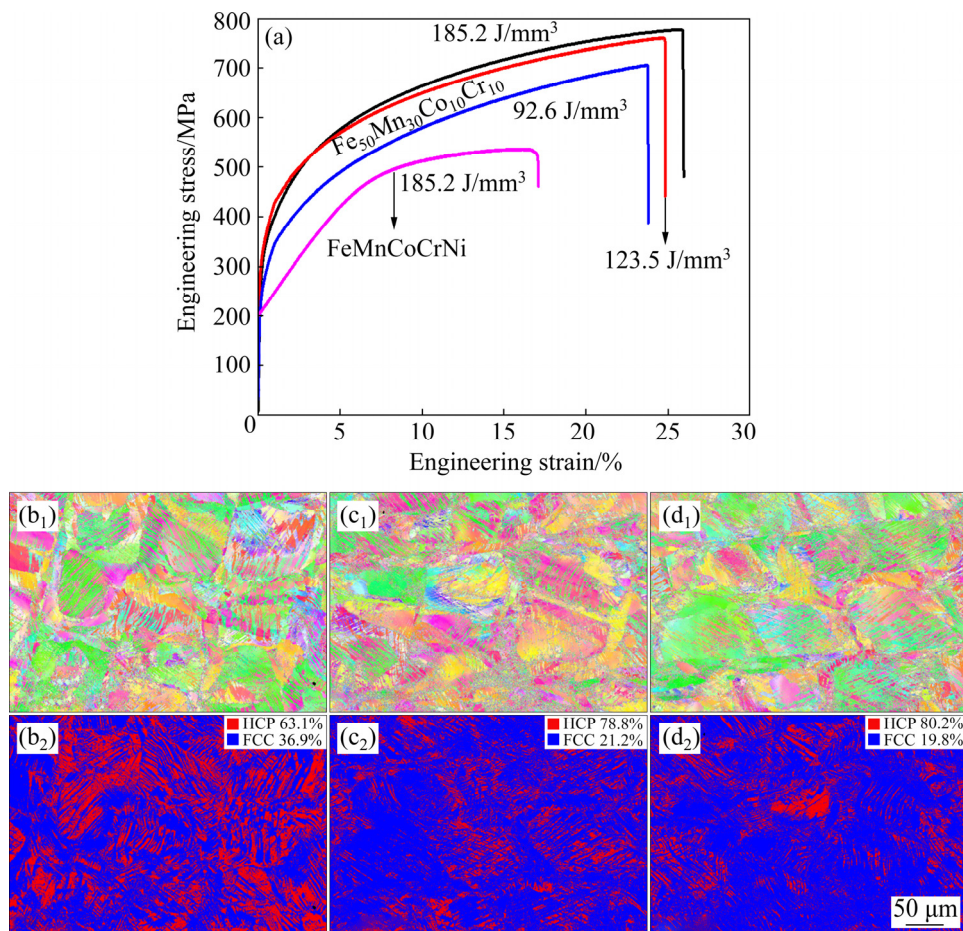 (a)
800
700
600
500
400
300
200
100
0
5
10
15
20
25
30
Engineering stress/MPa
Engineering strain/%
185.2 J/mm³
Fe₅₀Mn₃₀Co₁₀Cr₁₀
92.6 J/mm³
185.2 J/mm³
FeMnCoCrNi
123.5 J/mm³
(b₁)
(c₁)
(d₁)
(b₂)
HCP 63.1%
FCC 36.9%
(c₂)
HCP 78.8%
FCC 21.2%
(d₂)
HCP 80.2%
FCC 19.8%
50 μm